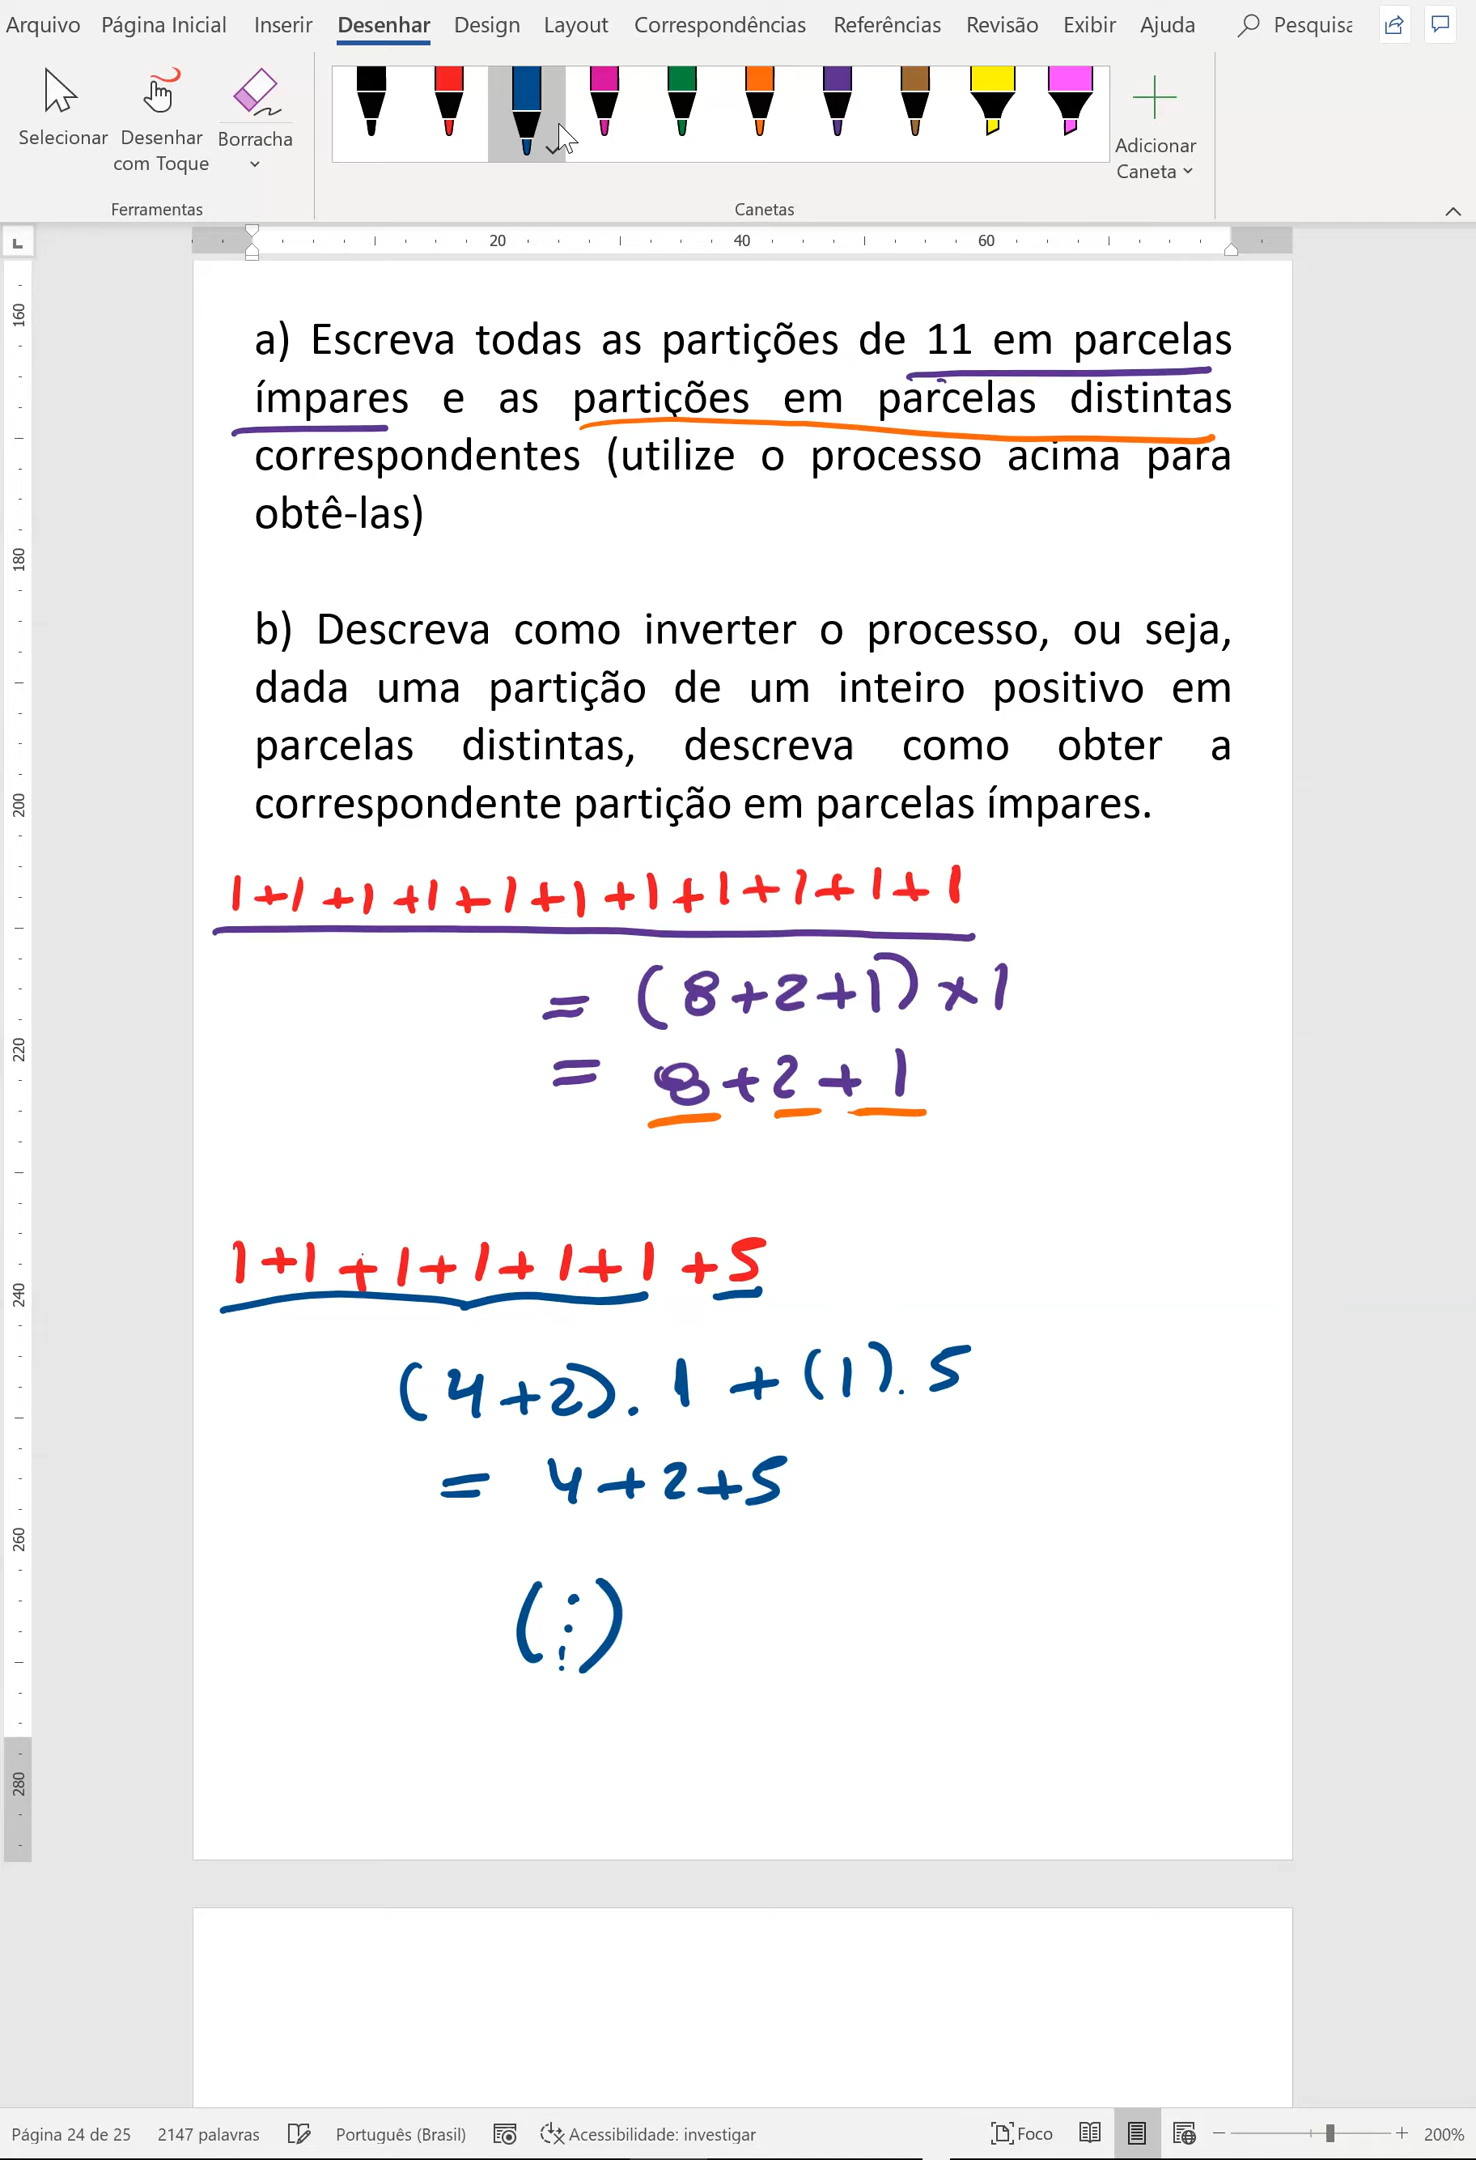 Arquivo Página Inicial Inserir Desenhar Design Layout Correspondências Referências Revisão Exibir Ajuda
Selecionar Desenhar com Toque Borracha Adicionar Caneta
Ferramentas Canetas
20 40 60
160
180
200
220
240
260
280
a) Escreva todas as partições de 11 em parcelas
ímpares e as partições em parcelas distintas
correspondentes (utilize o processo acima para
obtê-las)
b) Descreva como inverter o processo, ou seja,
dada uma partição de um inteiro positivo em
parcelas distintas, descreva como obter a
correspondente partição em parcelas ímpares.
1+1+1+1+1+1+1+1+1+1+1
= (8+2+1)×1
= 8+2+1
1+1+1+1+1+1+5
(4+2).1+(1).5
= 4+2+5
(⋮)
Página 24 de 25 2147 palavras Português (Brasil) Acessibilidade: investigar Foco 200%